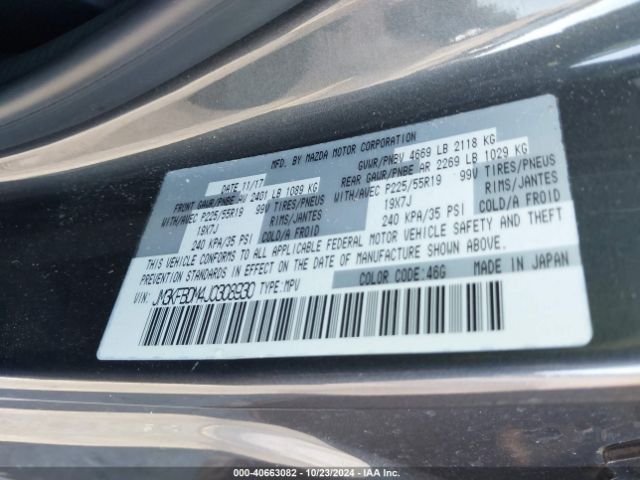 MFD. BY MAZDA MOTOR CORPORATION
DATE 11/17 GVWR/PNBV 4669 LB 2118 KG
FRONT GAWR/PNBE AV 2401 LB 1089 KG REAR GAWR/PNBE AR 2269 LB 1029 KG
WITH/AVEC P225/55R19 99V TIRES/PNEUS WITH/AVEC P225/55R19 99V TIRES/PNEUS
19X7J RIMS/JANTES 19X7J RIMS/JANTES
240 KPA/35 PSI COLD/A FROID 240 KPA/35 PSI COLD/A FROID
THIS VEHICLE CONFORMS TO ALL APPLICABLE FEDERAL MOTOR VEHICLE SAFETY AND THEFT
PREVENTION STANDARDS IN EFFECT ON THE DATE OF MANUFACTURE SHOWN ABOVE.
COLOR CODE:46G MADE IN JAPAN
VIN: TYPE:MPV
000-40663082 - 10/23/2024 - IAAI.CA